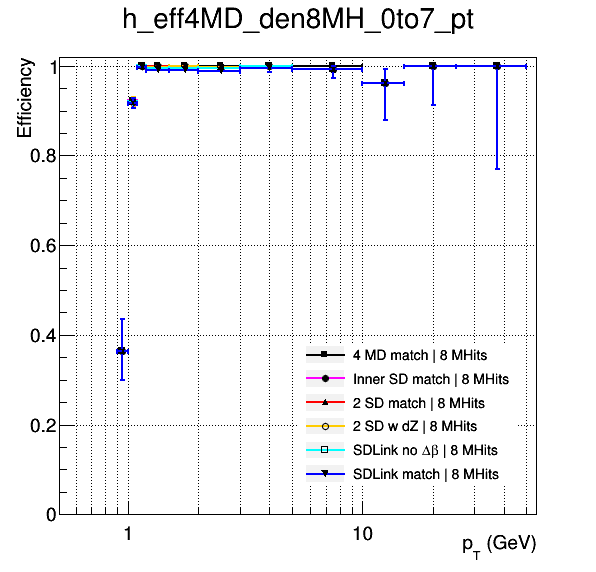 h_eff4MD_den8MH_0to7_pt
Efficiency
1
0.8
0.6
0.4
0.2
0
4 MD match | 8 MHits
Inner SD match | 8 MHits
2 SD match | 8 MHits
2 SD w dZ | 8 MHits
SDLink no Δβ | 8 MHits
SDLink match | 8 MHits
1
10
p_T (GeV)